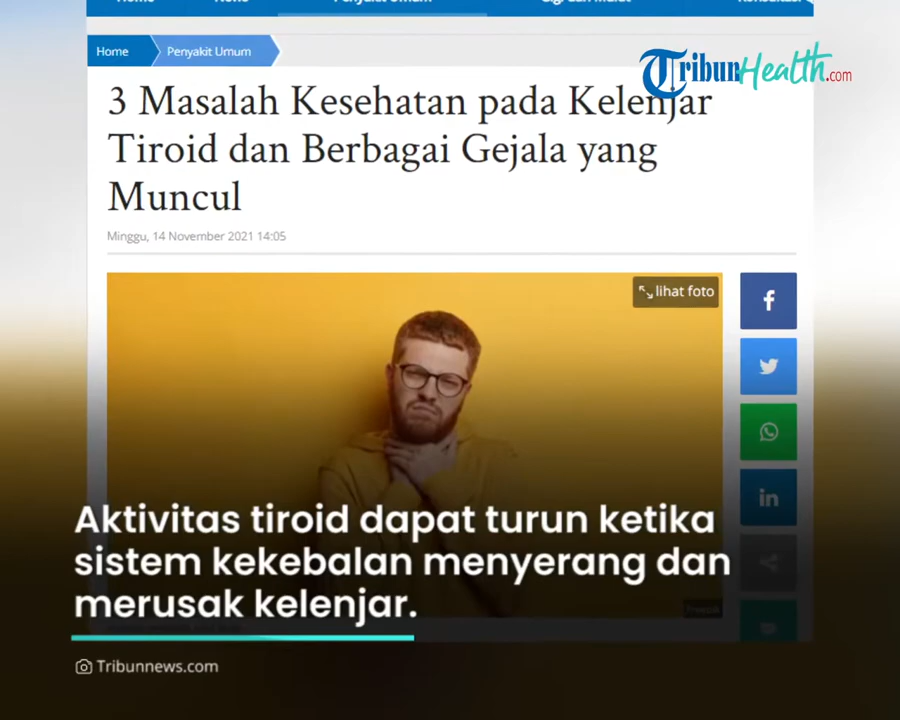 Home
Penyakit Umum
TribunHealth.com
3 Masalah Kesehatan pada Kelenjar
Tiroid dan Berbagai Gejala yang
Muncul
Minggu, 14 November 2021 14:05
lihat foto
Aktivitas tiroid dapat turun ketika
sistem kekebalan menyerang dan
merusak kelenjar.
Tribunnews.com